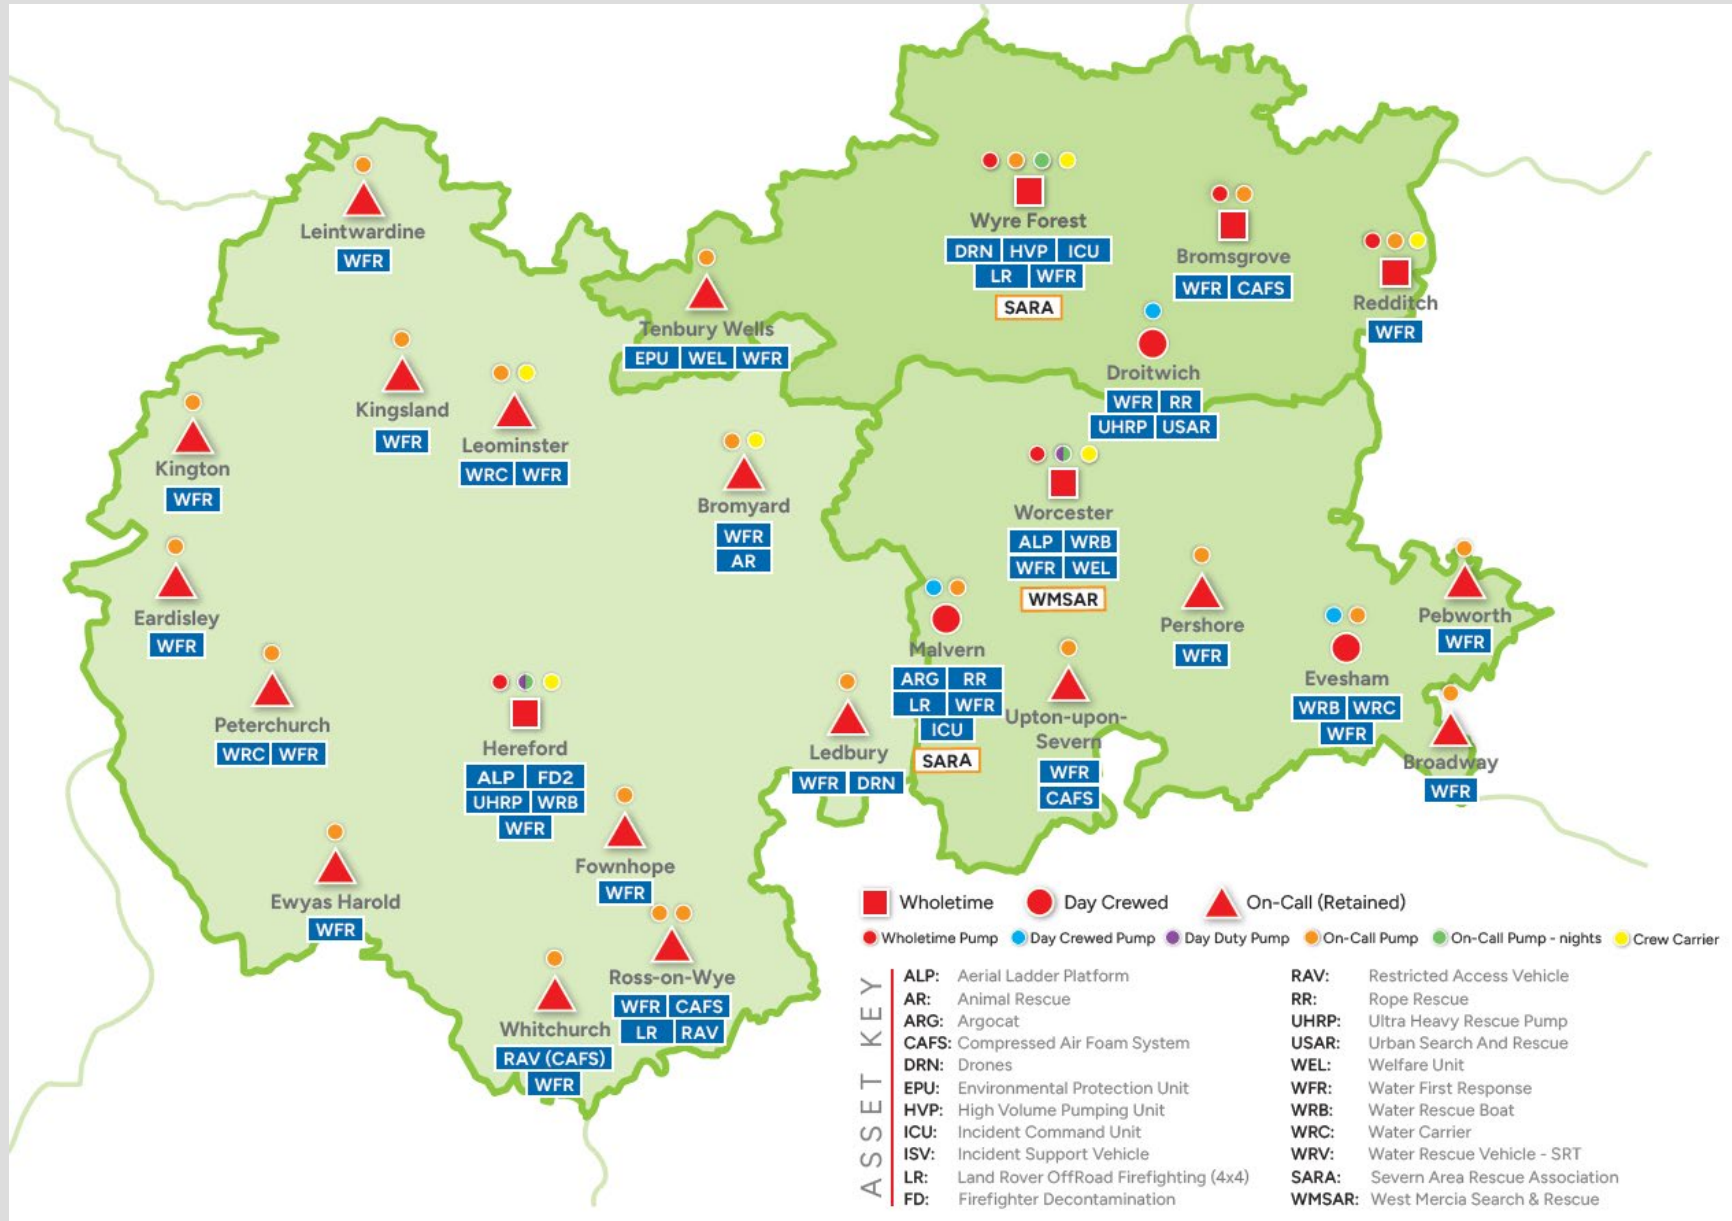 Leintwardine
WFR
Tenbury Wells
EPU WEL WFR
Wyre Forest
DRN HVP ICU
LR WFR
SARA
Bromsgrove
WFR CAFS
Redditch
WFR
Droitwich
WFR RR
UHRP USAR
Kingsland
WFR
Leominster
WRC WFR
Kington
WFR
Bromyard
WFR
AR
Worcester
ALP WRB
WFR WEL
WMSAR
Eardisley
WFR
Malvern
ARG RR
LR WFR
ICU
SARA
Pershore
WFR
Pebworth
WFR
Evesham
WRB WRC
WFR
Broadway
WFR
Upton-upon-
Severn
WFR
CAFS
Peterchurch
WRC WFR
Hereford
ALP FD2
UHRP WRB
WFR
Ledbury
WFR DRN
Fownhope
WFR
Ewyas Harold
WFR
Ross-on-Wye
WFR CAFS
LR RAV
Whitchurch
RAV (CAFS)
WFR
Wholetime Day Crewed On-Call (Retained)
Wholetime Pump Day Crewed Pump Day Duty Pump On-Call Pump On-Call Pump - nights Crew Carrier
ASSET KEY
ALP: Aerial Ladder Platform
AR: Animal Rescue
ARG: Argocat
CAFS: Compressed Air Foam System
DRN: Drones
EPU: Environmental Protection Unit
HVP: High Volume Pumping Unit
ICU: Incident Command Unit
ISV: Incident Support Vehicle
LR: Land Rover OffRoad Firefighting (4x4)
FD: Firefighter Decontamination
RAV: Restricted Access Vehicle
RR: Rope Rescue
UHRP: Ultra Heavy Rescue Pump
USAR: Urban Search And Rescue
WEL: Welfare Unit
WFR: Water First Response
WRB: Water Rescue Boat
WRC: Water Carrier
WRV: Water Rescue Vehicle - SRT
SARA: Severn Area Rescue Association
WMSAR: West Mercia Search & Rescue